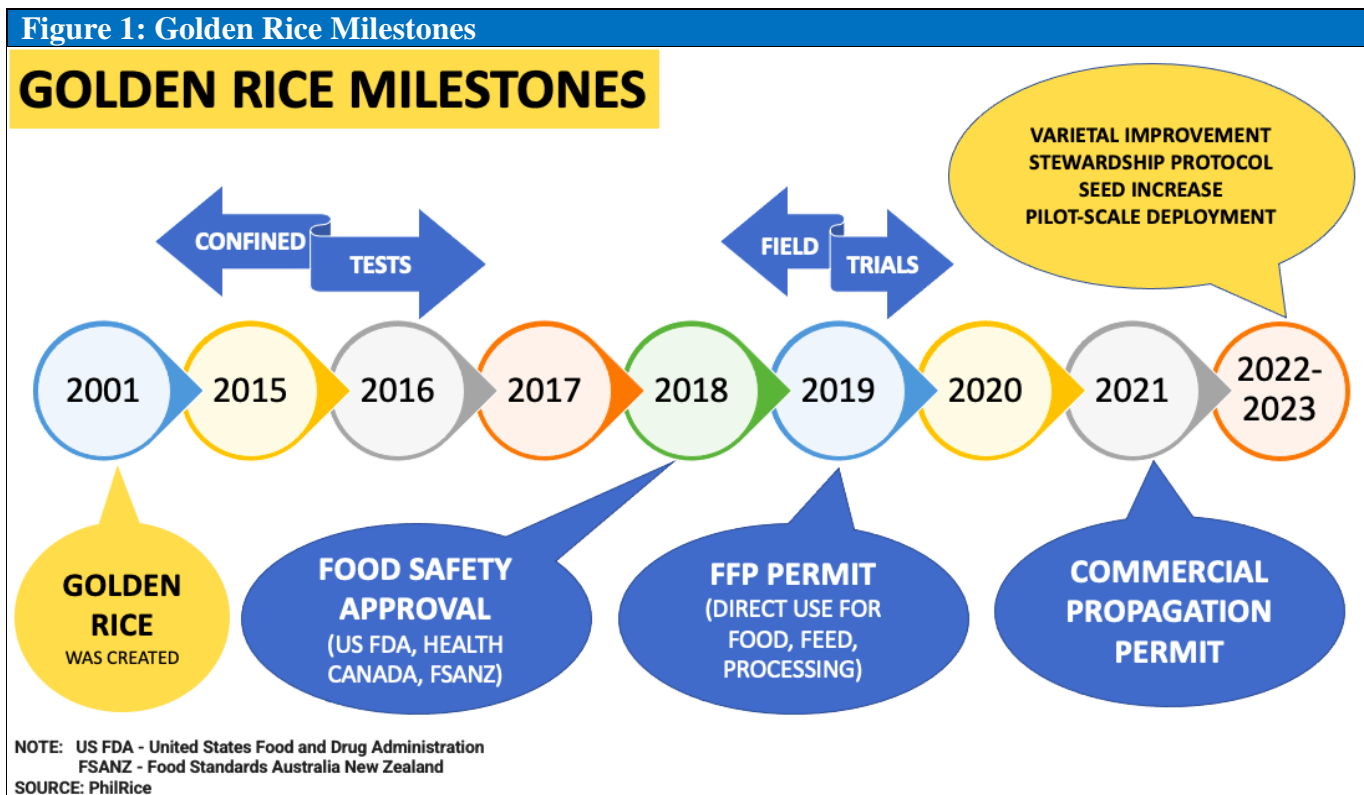 Figure 1: Golden Rice Milestones
GOLDEN RICE MILESTONES
VARIETAL IMPROVEMENT
STEWARDSHIP PROTOCOL
SEED INCREASE
PILOT-SCALE DEPLOYMENT
CONFINED
TESTS
FIELD
TRIALS
2001
2015
2016
2017
2018
2019
2020
2021
2022-
2023
GOLDEN
RICE
WAS CREATED
FOOD SAFETY
APPROVAL
(US FDA, HEALTH
CANADA, FSANZ)
FFP PERMIT
(DIRECT USE FOR
FOOD, FEED,
PROCESSING)
COMMERCIAL
PROPAGATION
PERMIT
NOTE: US FDA - United States Food and Drug Administration
FSANZ - Food Standards Australia New Zealand
SOURCE: PhilRice